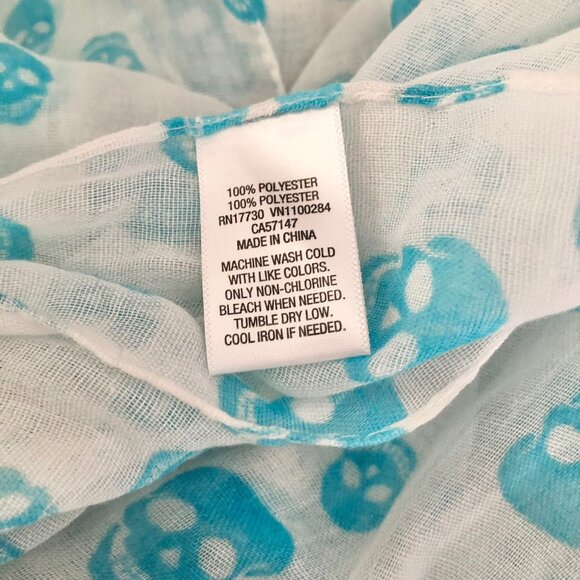 100% POLYESTER
100% POLYESTER
RN17730 VN1100284
CA57147
MADE IN CHINA
MACHINE WASH COLD
WITH LIKE COLORS.
ONLY NON-CHLORINE
BLEACH WHEN NEEDED.
TUMBLE DRY LOW.
COOL IRON IF NEEDED.